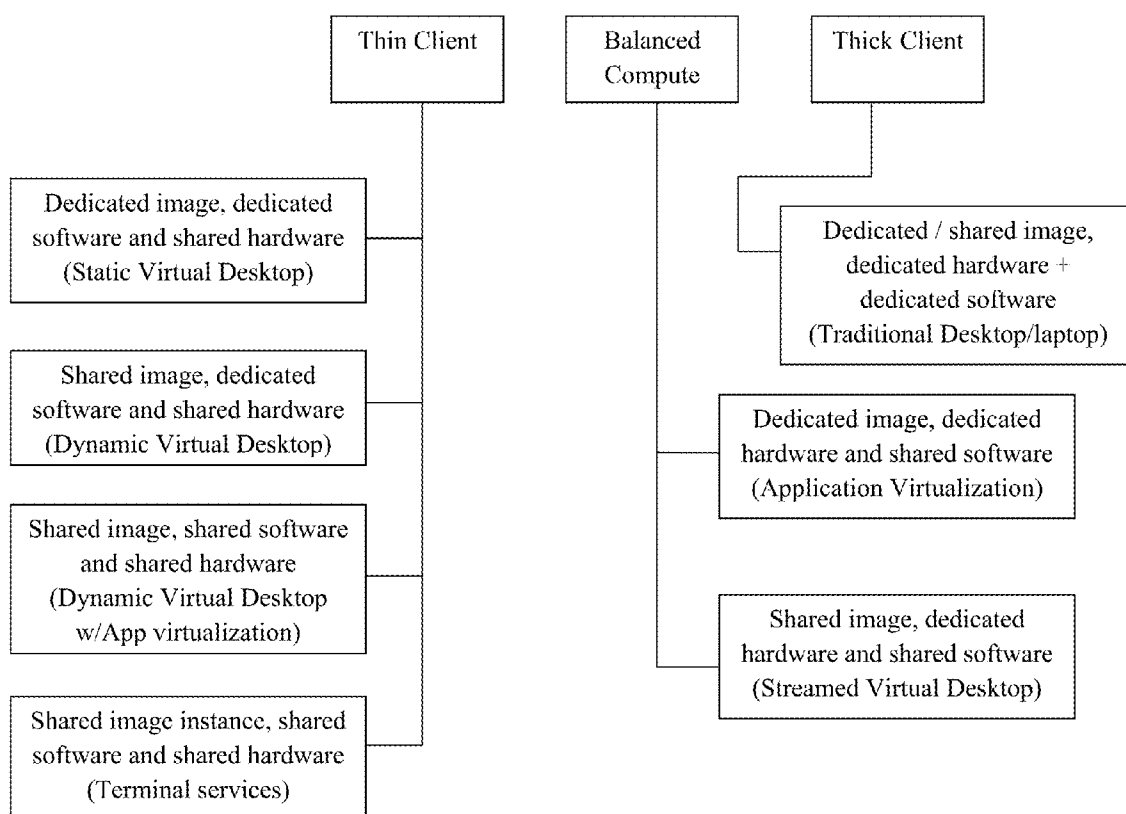 Thin Client
Balanced
Compute
Thick Client
Dedicated image, dedicated
software and shared hardware
(Static Virtual Desktop)
Shared image, dedicated
software and shared hardware
(Dynamic Virtual Desktop)
Shared image, shared software
and shared hardware
(Dynamic Virtual Desktop
w/App virtualization)
Shared image instance, shared
software and shared hardware
(Terminal services)
Dedicated / shared image,
dedicated hardware +
dedicated software
(Traditional Desktop/laptop)
Dedicated image, dedicated
hardware and shared software
(Application Virtualization)
Shared image, dedicated
hardware and shared software
(Streamed Virtual Desktop)